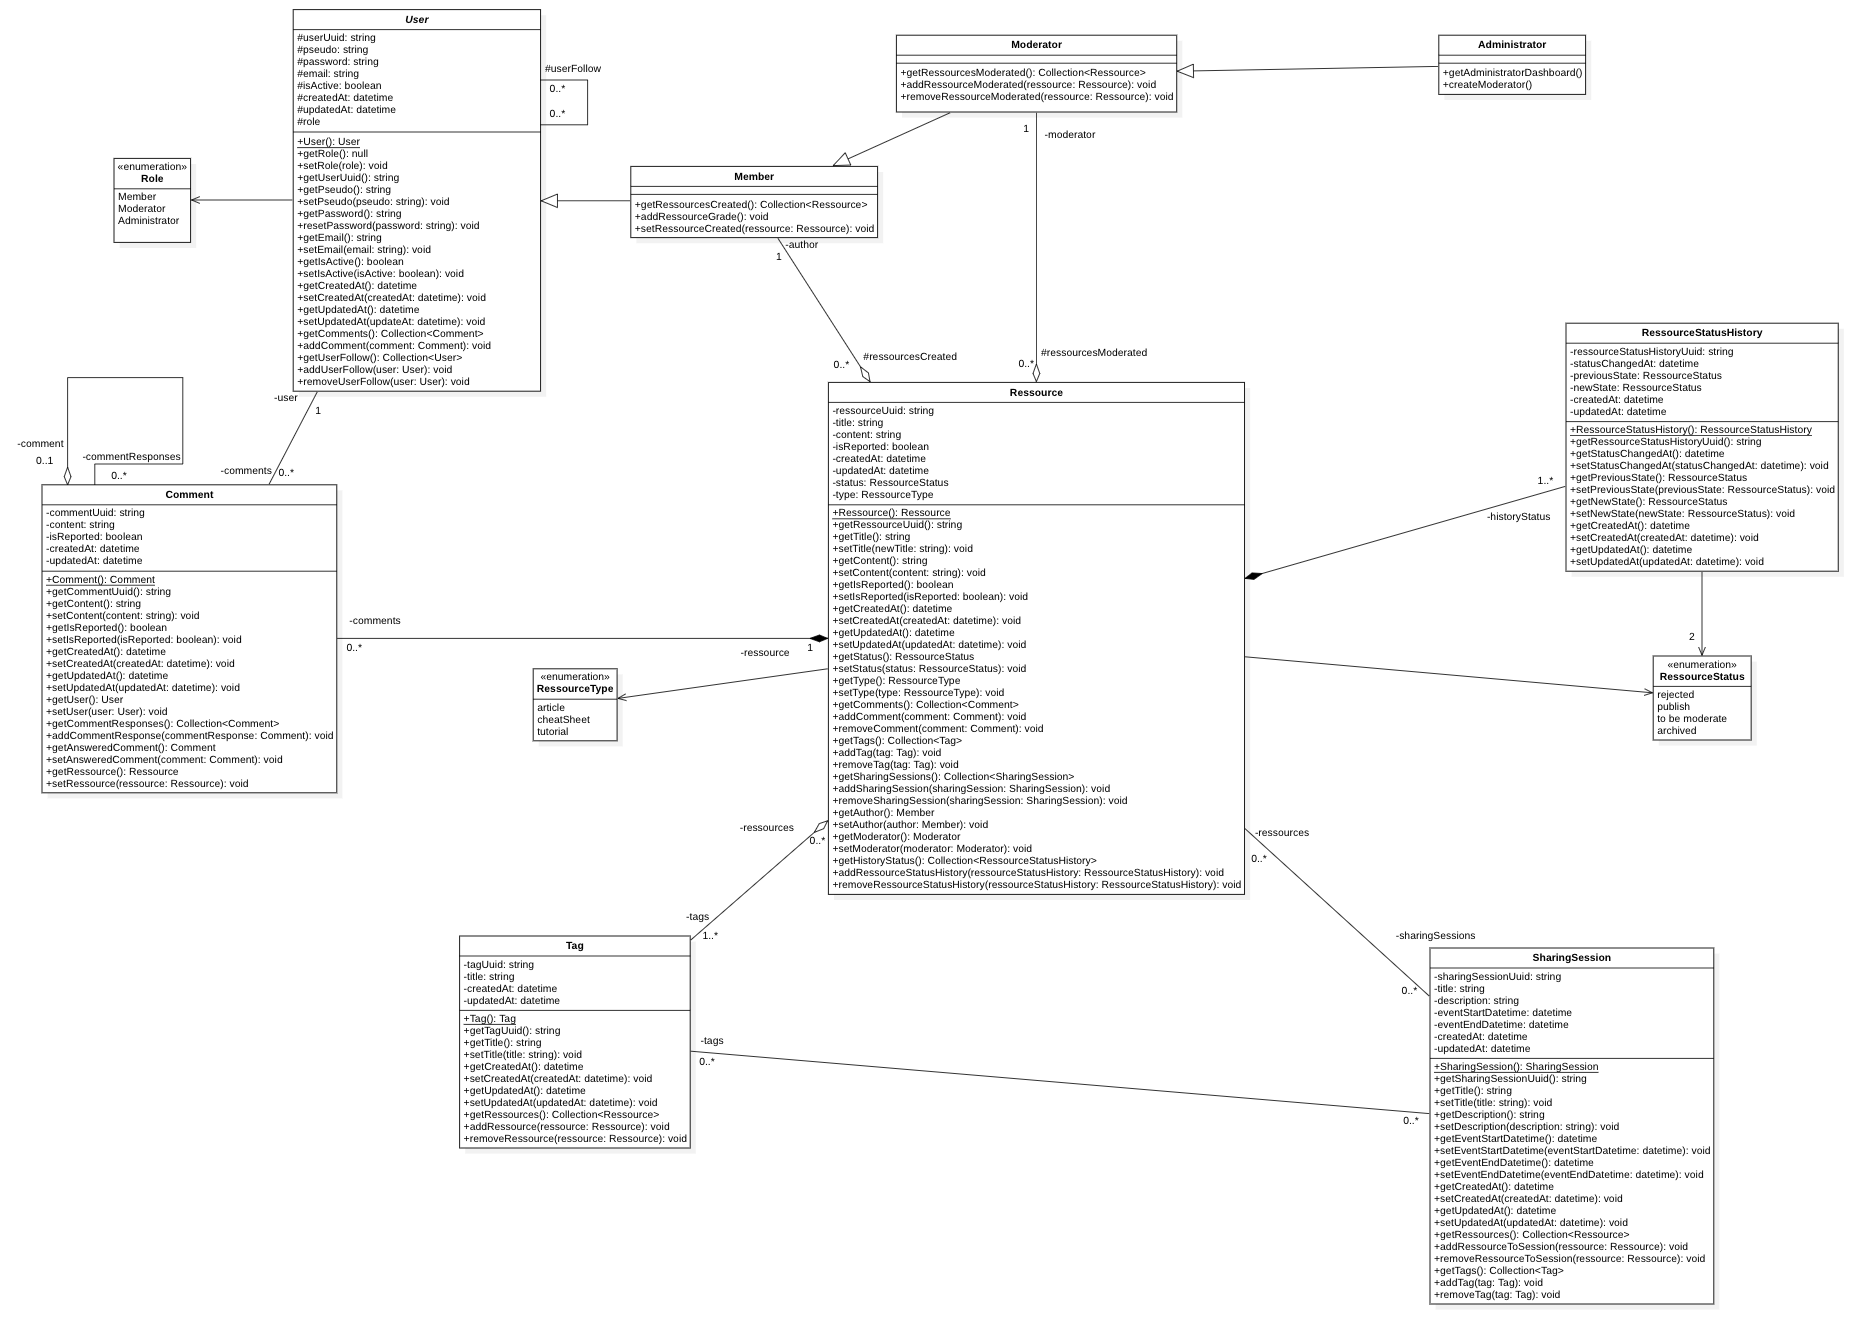 User
#userUuid: string
#pseudo: string
#password: string
#email: string
#isActive: boolean
#createdAt: datetime
#updatedAt: datetime
#role
+User(): User
+getRole(): null
+setRole(role): void
+getUserUuid(): string
+getPseudo(): string
+setPseudo(pseudo: string): void
+getPassword(): string
+resetPassword(password: string): void
+getEmail(): string
+setEmail(email: string): void
+getIsActive(): boolean
+setIsActive(isActive: boolean): void
+getCreatedAt(): datetime
+setCreatedAt(createdAt: datetime): void
+getUpdatedAt(): datetime
+setUpdatedAt(updateAt: datetime): void
+getComments(): Collection<Comment>
+addComment(comment: Comment): void
+getUserFollow(): Collection<User>
+addUserFollow(user: User): void
+removeUserFollow(user: User): void
#userFollow
0..*
0..*
Moderator
+getRessourcesModerated(): Collection<Ressource>
+addRessourceModerated(ressource: Ressource): void
+removeRessourceModerated(ressource: Ressource): void
Administrator
+getAdministratorDashboard()
+createModerator()
1
-moderator
«enumeration»
Role
Member
Moderator
Administrator
Member
+getRessourcesCreated(): Collection<Ressource>
+addRessourceGrade(): void
+setRessourceCreated(ressource: Ressource): void
-author
1
#ressourcesCreated
0..*
#ressourcesModerated
0..*
RessourceStatusHistory
-ressourceStatusHistoryUuid: string
-statusChangedAt: datetime
-previousState: RessourceStatus
-newState: RessourceStatus
-createdAt: datetime
-updatedAt: datetime
+RessourceStatusHistory(): RessourceStatusHistory
+getRessourceStatusHistoryUuid(): string
+getStatusChangedAt(): datetime
+setStatusChangedAt(statusChangedAt: datetime): void
+getPreviousState(): RessourceStatus
+setPreviousState(previousState: RessourceStatus): void
+getNewState(): RessourceStatus
+setNewState(newState: RessourceStatus): void
+getCreatedAt(): datetime
+setCreatedAt(createdAt: datetime): void
+getUpdatedAt(): datetime
+setUpdatedAt(updatedAt: datetime): void
-user
1
-comment
0..1
-commentResponses
0..*
-comments
0..*
Comment
-commentUuid: string
-content: string
-isReported: boolean
-createdAt: datetime
-updatedAt: datetime
+Comment(): Comment
+getCommentUuid(): string
+getContent(): string
+setContent(content: string): void
+getIsReported(): boolean
+setIsReported(isReported: boolean): void
+getCreatedAt(): datetime
+setCreatedAt(createdAt: datetime): void
+getUpdatedAt(): datetime
+setUpdatedAt(updatedAt: datetime): void
+getUser(): User
+setUser(user: User): void
+getCommentResponses(): Collection<Comment>
+addCommentResponse(commentResponse: Comment): void
+getAnsweredComment(): Comment
+setAnsweredComment(comment: Comment): void
+getRessource(): Ressource
+setRessource(ressource: Ressource): void
Ressource
-ressourceUuid: string
-title: string
-content: string
-isReported: boolean
-createdAt: datetime
-updatedAt: datetime
-status: RessourceStatus
-type: RessourceType
+Ressource(): Ressource
+getRessourceUuid(): string
+getTitle(): string
+setTitle(newTitle: string): void
+getContent(): string
+setContent(content: string): void
+getIsReported(): boolean
+setIsReported(isReported: boolean): void
+getCreatedAt(): datetime
+setCreatedAt(createdAt: datetime): void
+getUpdatedAt(): datetime
+setUpdatedAt(updatedAt: datetime): void
+getStatus(): RessourceStatus
+setStatus(status: RessourceStatus): void
+getType(): RessourceType
+setType(type: RessourceType): void
+getComments(): Collection<Comment>
+addComment(comment: Comment): void
+removeComment(comment: Comment): void
+getTags(): Collection<Tag>
+addTag(tag: Tag): void
+removeTag(tag: Tag): void
+getSharingSessions(): Collection<SharingSession>
+addSharingSession(sharingSession: SharingSession): void
+removeSharingSession(sharingSession: SharingSession): void
+getAuthor(): Member
+setAuthor(author: Member): void
+getModerator(): Moderator
+setModerator(moderator: Moderator): void
+getHistoryStatus(): Collection<RessourceStatusHistory>
+addRessourceStatusHistory(ressourceStatusHistory: RessourceStatusHistory): void
+removeRessourceStatusHistory(ressourceStatusHistory: RessourceStatusHistory): void
1..*
-historyStatus
-comments
0..*
1
-ressource
«enumeration»
RessourceType
article
cheatSheet
tutorial
2
«enumeration»
RessourceStatus
rejected
publish
to be moderate
archived
-ressources
0..*
-tags
1..*
-ressources
0..*
-sharingSessions
0..*
Tag
-tagUuid: string
-title: string
-createdAt: datetime
-updatedAt: datetime
+Tag(): Tag
+getTagUuid(): string
+getTitle(): string
+setTitle(title: string): void
+getCreatedAt(): datetime
+setCreatedAt(createdAt: datetime): void
+getUpdatedAt(): datetime
+setUpdatedAt(updatedAt: datetime): void
+getRessources(): Collection<Ressource>
+addRessource(ressource: Ressource): void
+removeRessource(ressource: Ressource): void
-tags
0..*
0..*
SharingSession
-sharingSessionUuid: string
-title: string
-description: string
-eventStartDatetime: datetime
-eventEndDatetime: datetime
-createdAt: datetime
-updatedAt: datetime
+SharingSession(): SharingSession
+getSharingSessionUuid(): string
+getTitle(): string
+setTitle(title: string): void
+getDescription(): string
+setDescription(description: string): void
+getEventStartDatetime(): datetime
+setEventStartDatetime(eventStartDatetime: datetime): void
+getEventEndDatetime(): datetime
+setEventEndDatetime(eventEndDatetime: datetime): void
+getCreatedAt(): datetime
+setCreatedAt(createdAt: datetime): void
+getUpdatedAt(): datetime
+setUpdatedAt(updatedAt: datetime): void
+getRessources(): Collection<Ressource>
+addRessourceToSession(ressource: Ressource): void
+removeRessourceToSession(ressource: Ressource): void
+getTags(): Collection<Tag>
+addTag(tag: Tag): void
+removeTag(tag: Tag): void